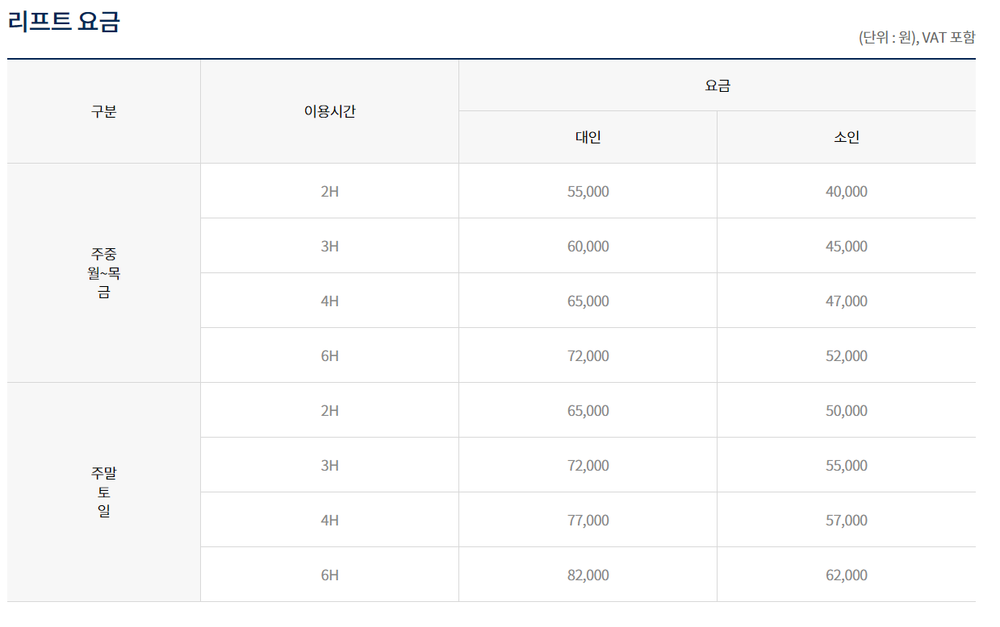 리프트 요금
(단위 : 원), VAT 포함
구분 이용시간 요금
대인 소인
주중
월~목
금
2H 55,000 40,000
3H 60,000 45,000
4H 65,000 47,000
6H 72,000 52,000
주말
토
일
2H 65,000 50,000
3H 72,000 55,000
4H 77,000 57,000
6H 82,000 62,000